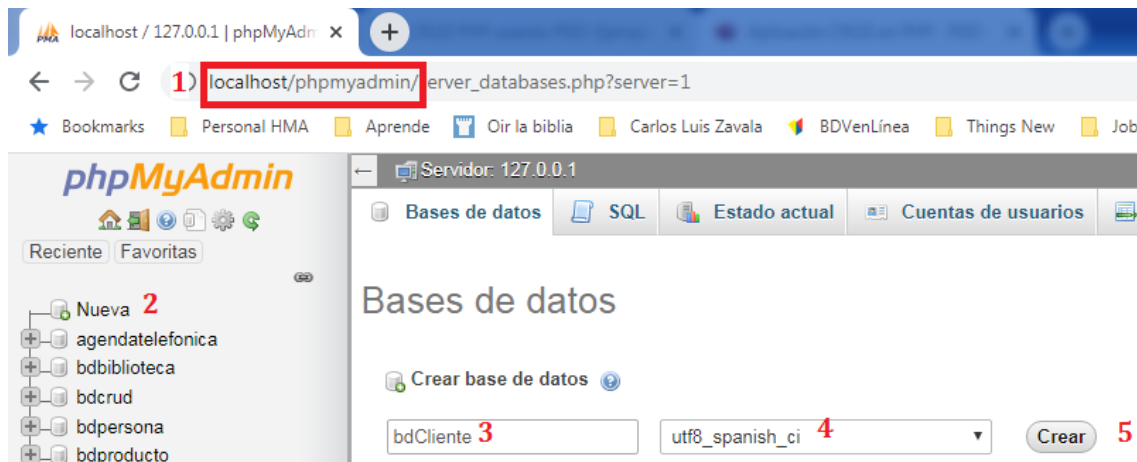 localhost / 127.0.0.1 | phpMyAdm
1) localhost/phpmyadmin/server_databases.php?server=1
Bookmarks Personal HMA Aprende Oir la biblia Carlos Luis Zavala BDVenLínea Things New Job
phpMyAdmin
Servidor: 127.0.0.1
Bases de datos SQL Estado actual Cuentas de usuarios
Reciente Favoritas
Nueva 2
agendatelefonica
bdbiblioteca
bdcrud
bdpersona
bdproducto
Bases de datos
Crear base de datos
bdCliente 3 utf8_spanish_ci 4 Crear 5